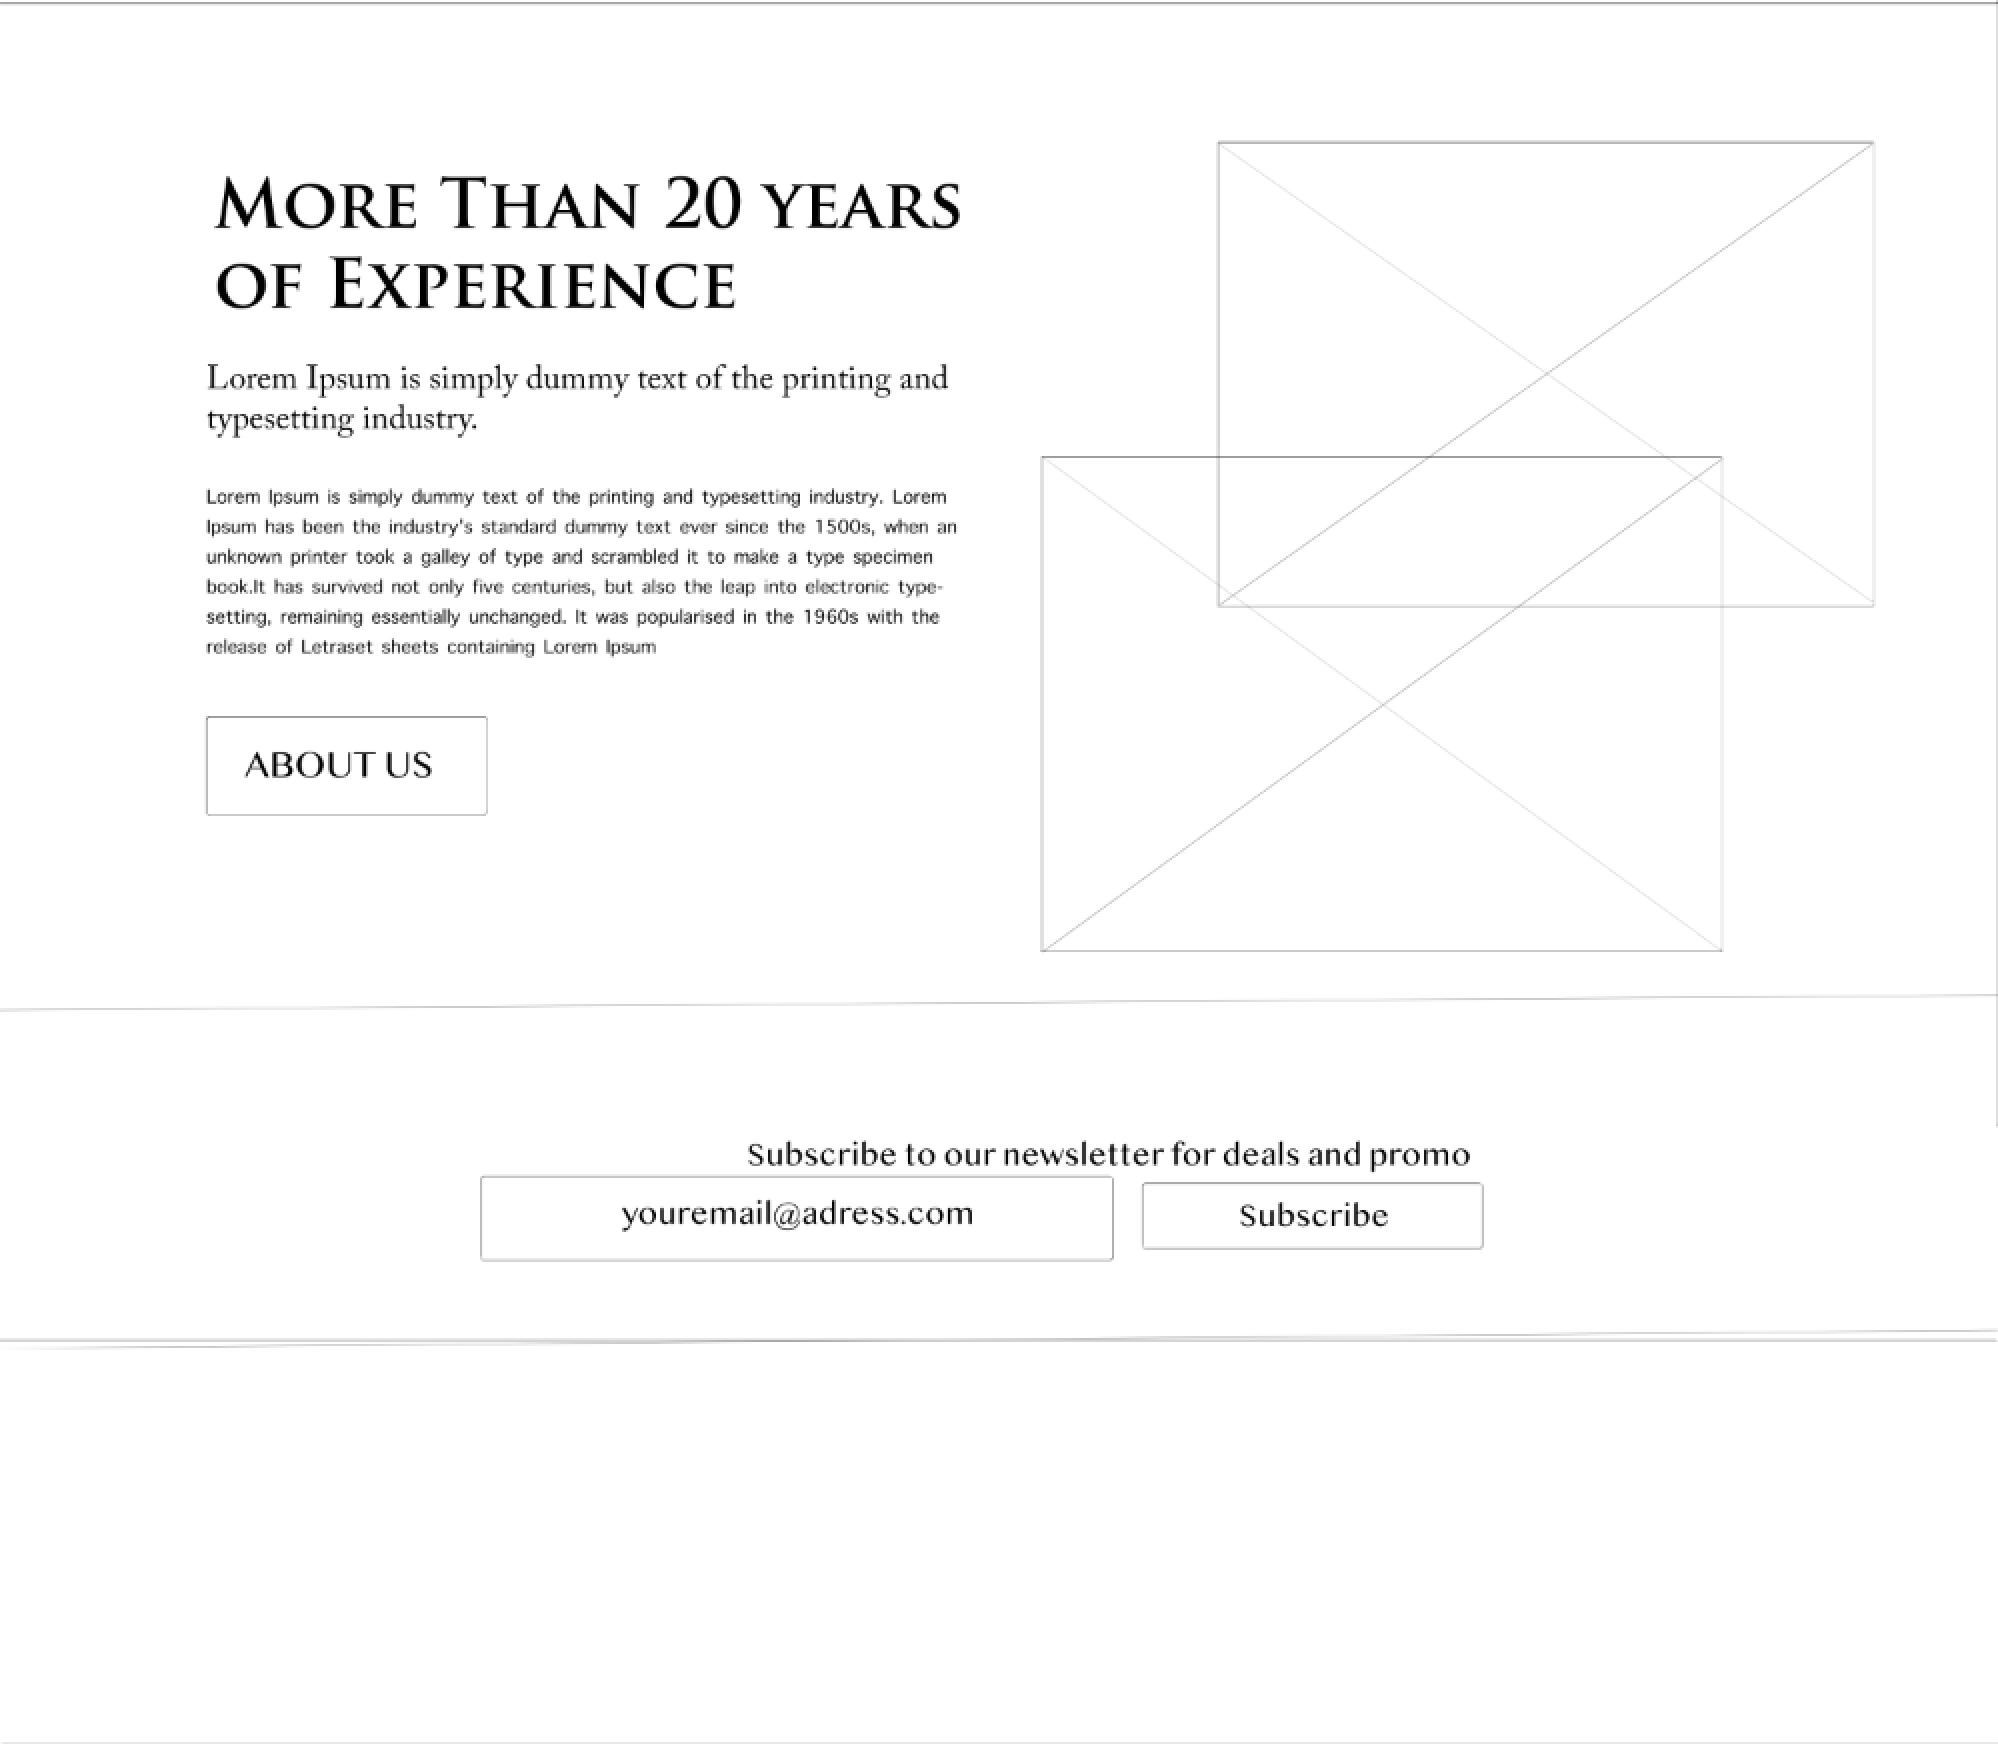 More Than 20 years
of Experience
Lorem Ipsum is simply dummy text of the printing and
typesetting industry.
Lorem Ipsum is simply dummy text of the printing and typesetting industry. Lorem
Ipsum has been the industry's standard dummy text ever since the 1500s, when an
unknown printer took a galley of type and scrambled it to make a type specimen
book.It has survived not only five centuries, but also the leap into electronic type-
setting, remaining essentially unchanged. It was popularised in the 1960s with the
release of Letraset sheets containing Lorem Ipsum
ABOUT US
Subscribe to our newsletter for deals and promo
youremail@adress.com
Subscribe